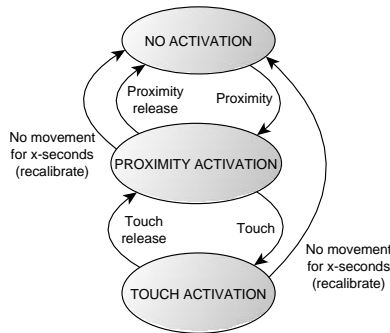 NO ACTIVATION
Proximity
release
Proximity
No movement
for x-seconds
(recalibrate)
PROXIMITY ACTIVATION
Touch
release
Touch
No movement
for x-seconds
(recalibrate)
TOUCH ACTIVATION